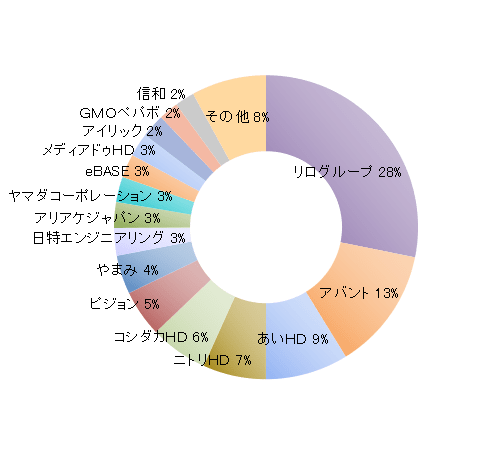 リログループ 28%
アバント 13%
あいHD 9%
ニトリHD 7%
コシダカHD 6%
ピジョン 5%
やまみ 4%
日特エンジニアリング 3%
アリアケジャパン 3%
ヤマダコーポレーション 3%
eBASE 3%
メディアドゥHD 3%
アイリック 2%
GMOペパボ 2%
信和 2%
その他 8%